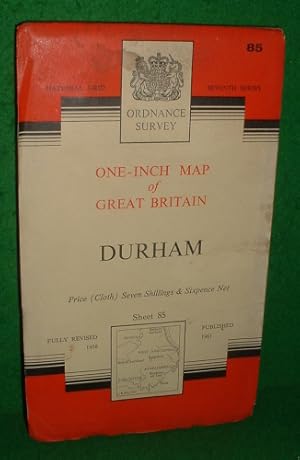 85
NATIONAL GRID
SEVENTH SERIES
ORDNANCE
SURVEY
ONE-INCH MAP
of
GREAT BRITAIN
DURHAM
Price (Cloth) Seven Shillings & Sixpence Net
Sheet 85
FULLY REVISED
PUBLISHED
1961